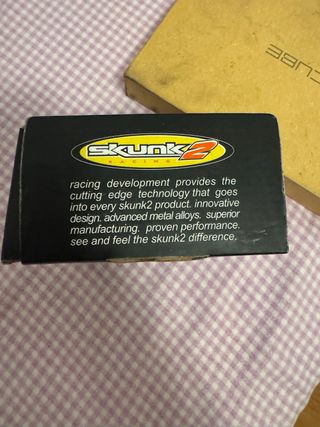 CUBE
skunk2
RACING
racing development provides the
cutting edge technology that goes
into every skunk2 product. innovative
design. advanced metal alloys. superior
manufacturing. proven performance.
see and feel the skunk2 difference.